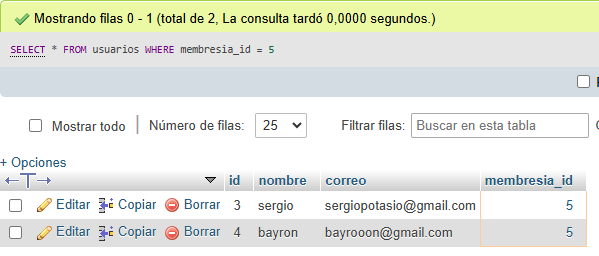 Mostrando filas 0 - 1 (total de 2, La consulta tardó 0,0000 segundos.)
SELECT * FROM usuarios WHERE membresia_id = 5
Mostrar todo | Número de filas: 25 Filtrar filas: Buscar en esta tabla
+ Opciones
←T→ id nombre correo membresia_id
Editar Copiar Borrar 3 sergio sergiopotasio@gmail.com 5
Editar Copiar Borrar 4 bayron bayrooon@gmail.com 5